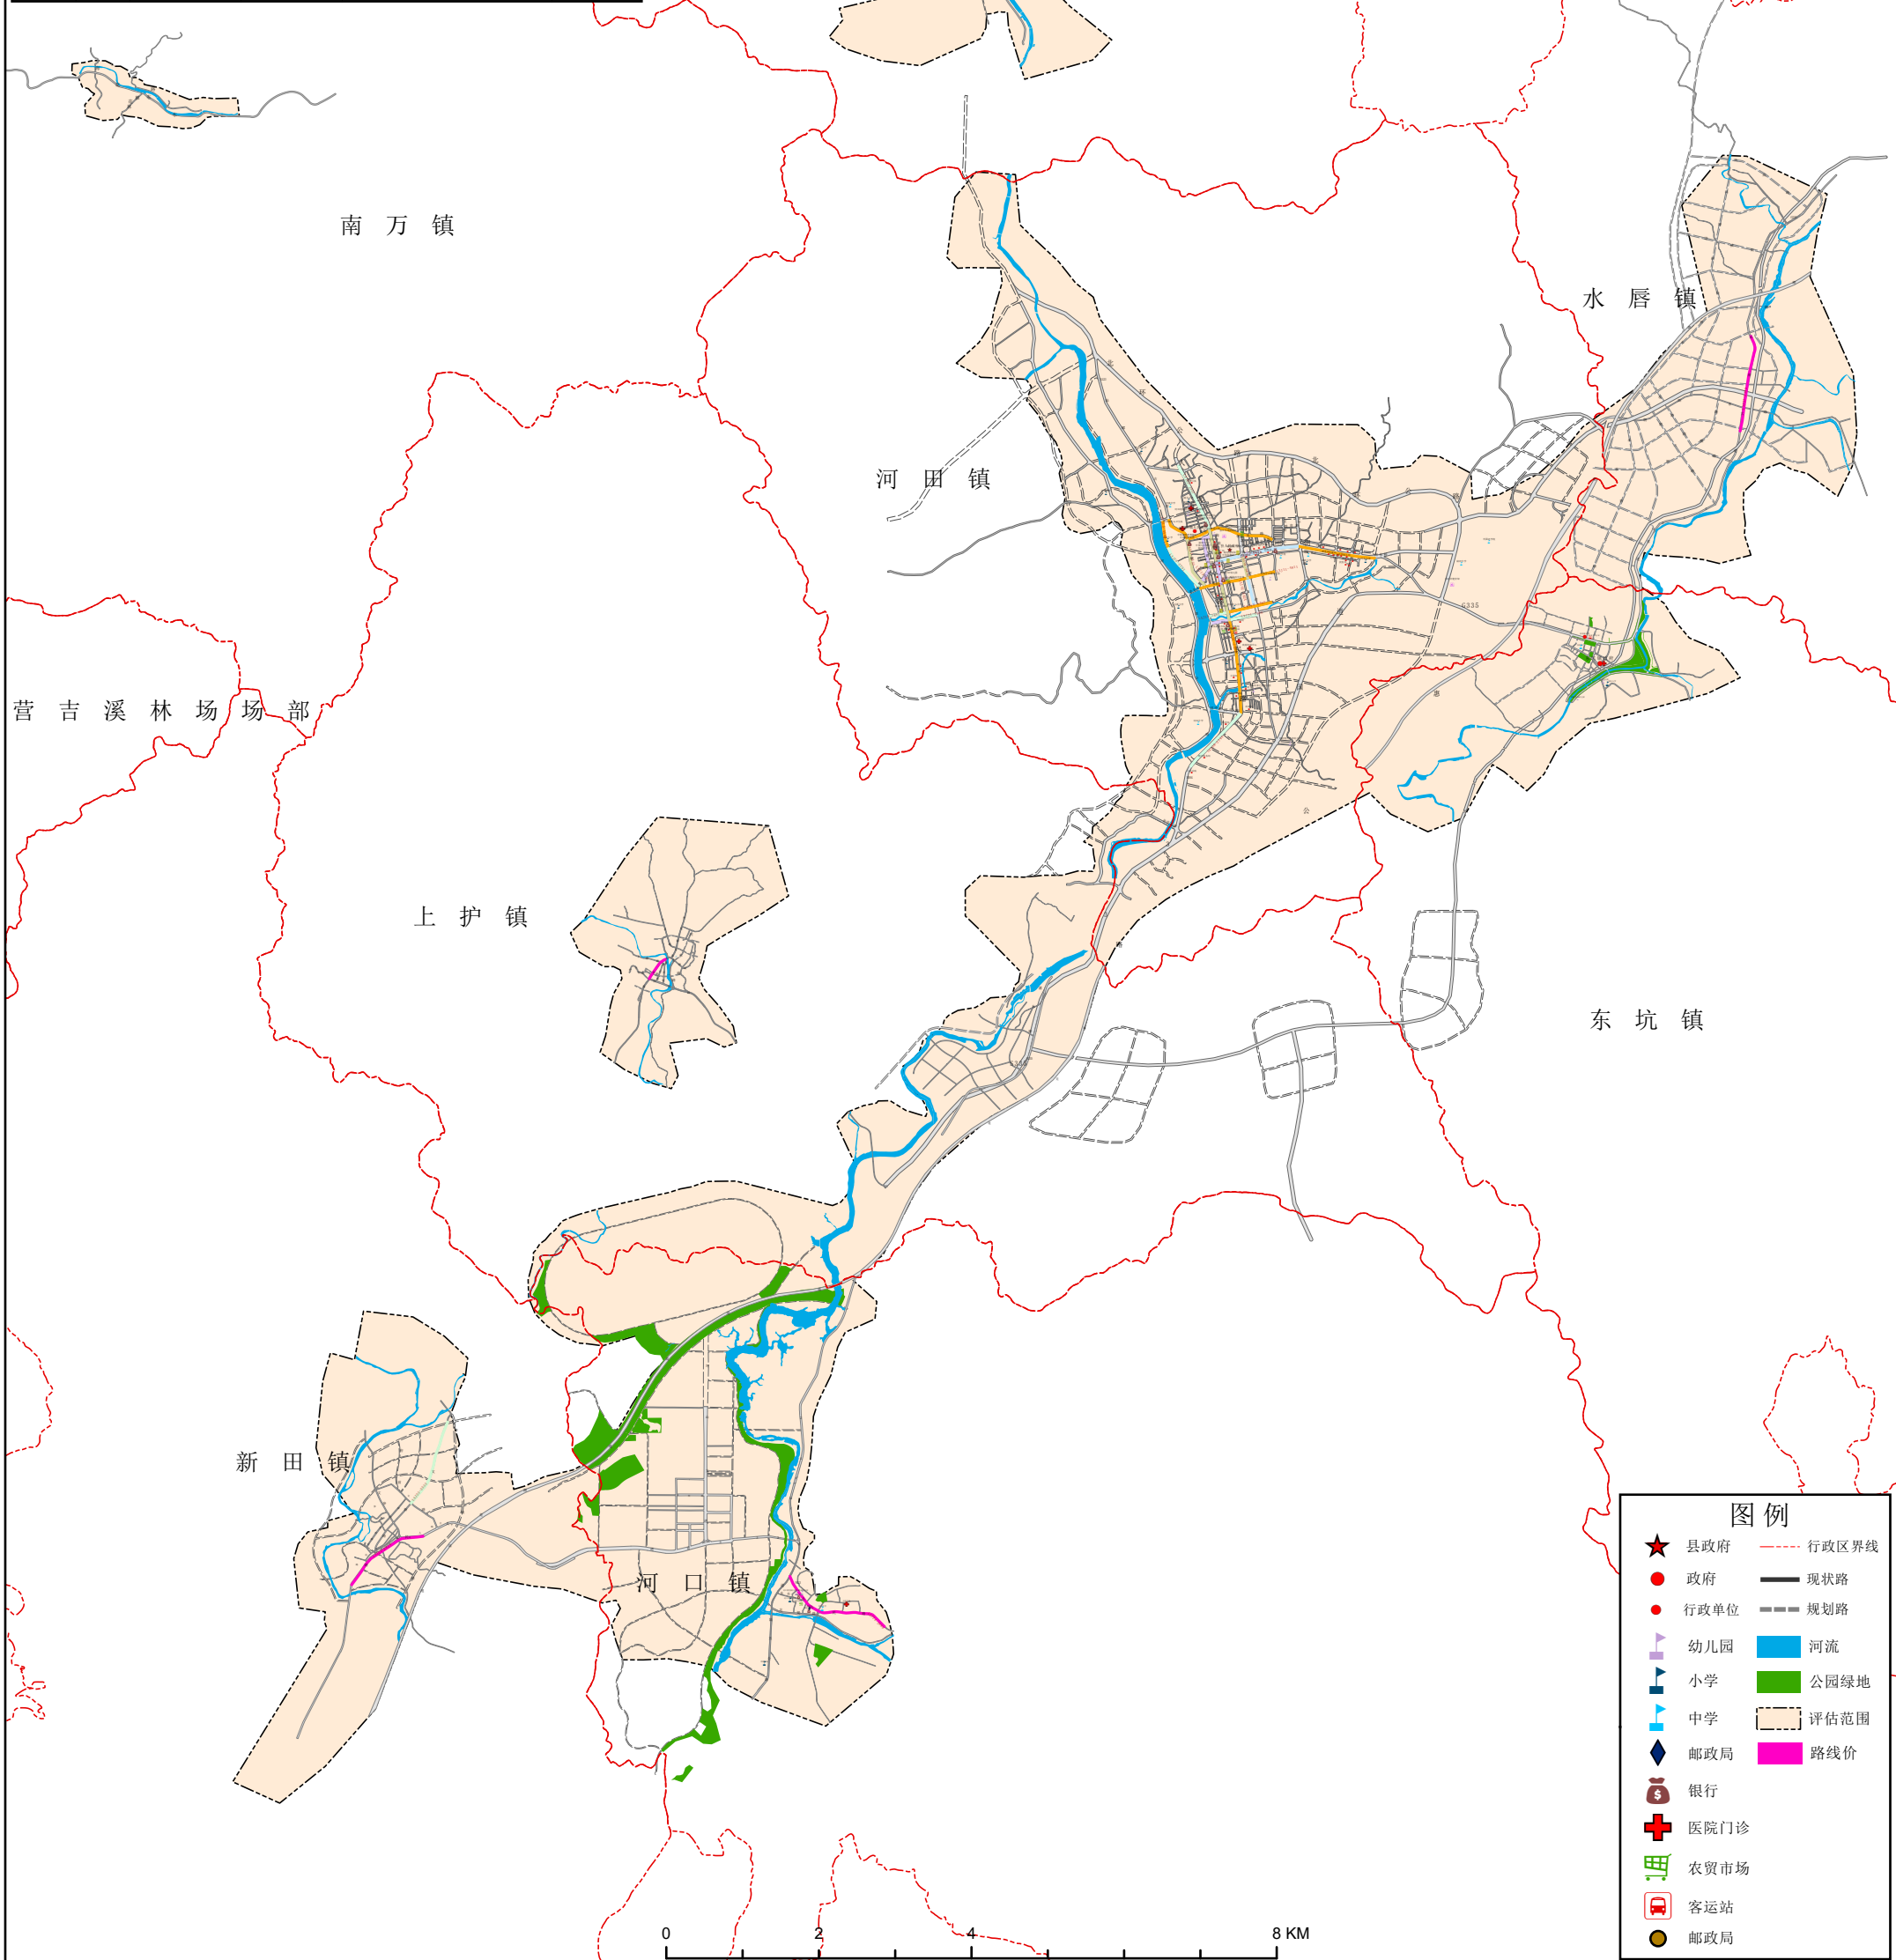 南万镇
水唇镇
河田镇
G335
营吉溪林场场部
上护镇
东坑镇
新田镇
河口镇
图例
县政府
行政区界线
政府
现状路
行政单位
规划路
幼儿园
河流
小学
公园绿地
中学
评估范围
邮政局
路线价
银行
医院门诊
农贸市场
客运站
邮政局
0 2 4 8 KM